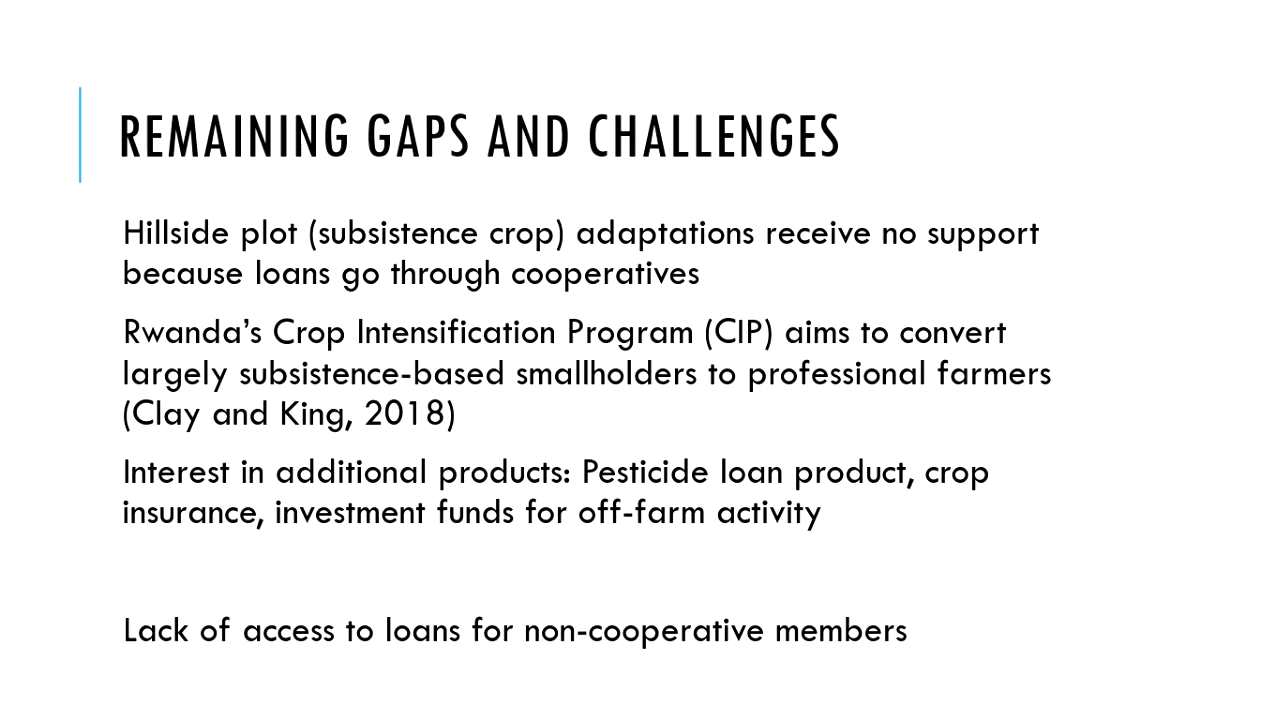 REMAINING GAPS AND CHALLENGES
Hillside plot (subsistence crop) adaptations receive no support
because loans go through cooperatives
Rwanda’s Crop Intensification Program (CIP) aims to convert
largely subsistence-based smallholders to professional farmers
(Clay and King, 2018)
Interest in additional products: Pesticide loan product, crop
insurance, investment funds for off-farm activity
Lack of access to loans for non-cooperative members